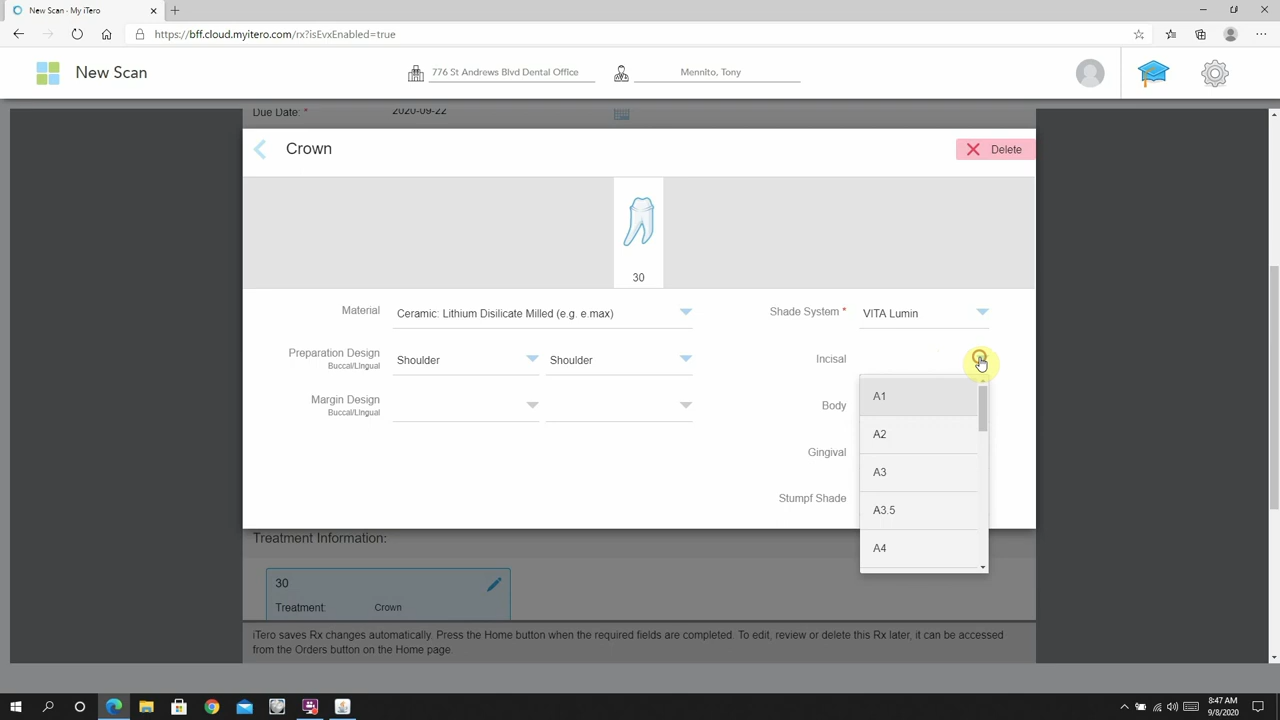 New Scan - My iTero
https://bff.cloud.myitero.com/rx?isEvxEnabled=true
New Scan
776 St Andrews Blvd Dental Office
Mennito, Tony
Due Date: *
2020-09-22
Crown
Delete
30
Material
Ceramic: Lithium Disilicate Milled (e.g. e.max)
Shade System *
VITA Lumin
Preparation Design
Buccal/Lingual
Shoulder
Shoulder
Incisal
Margin Design
Buccal/Lingual
Body
Gingival
Stumpf Shade
A1
A2
A3
A3.5
A4
Treatment Information:
30
Treatment:
Crown
iTero saves Rx changes automatically. Press the Home button when the required fields are completed. To edit, review or delete this Rx later, it can be accessed
from the Orders button on the Home page.
8:47 AM
9/8/2020